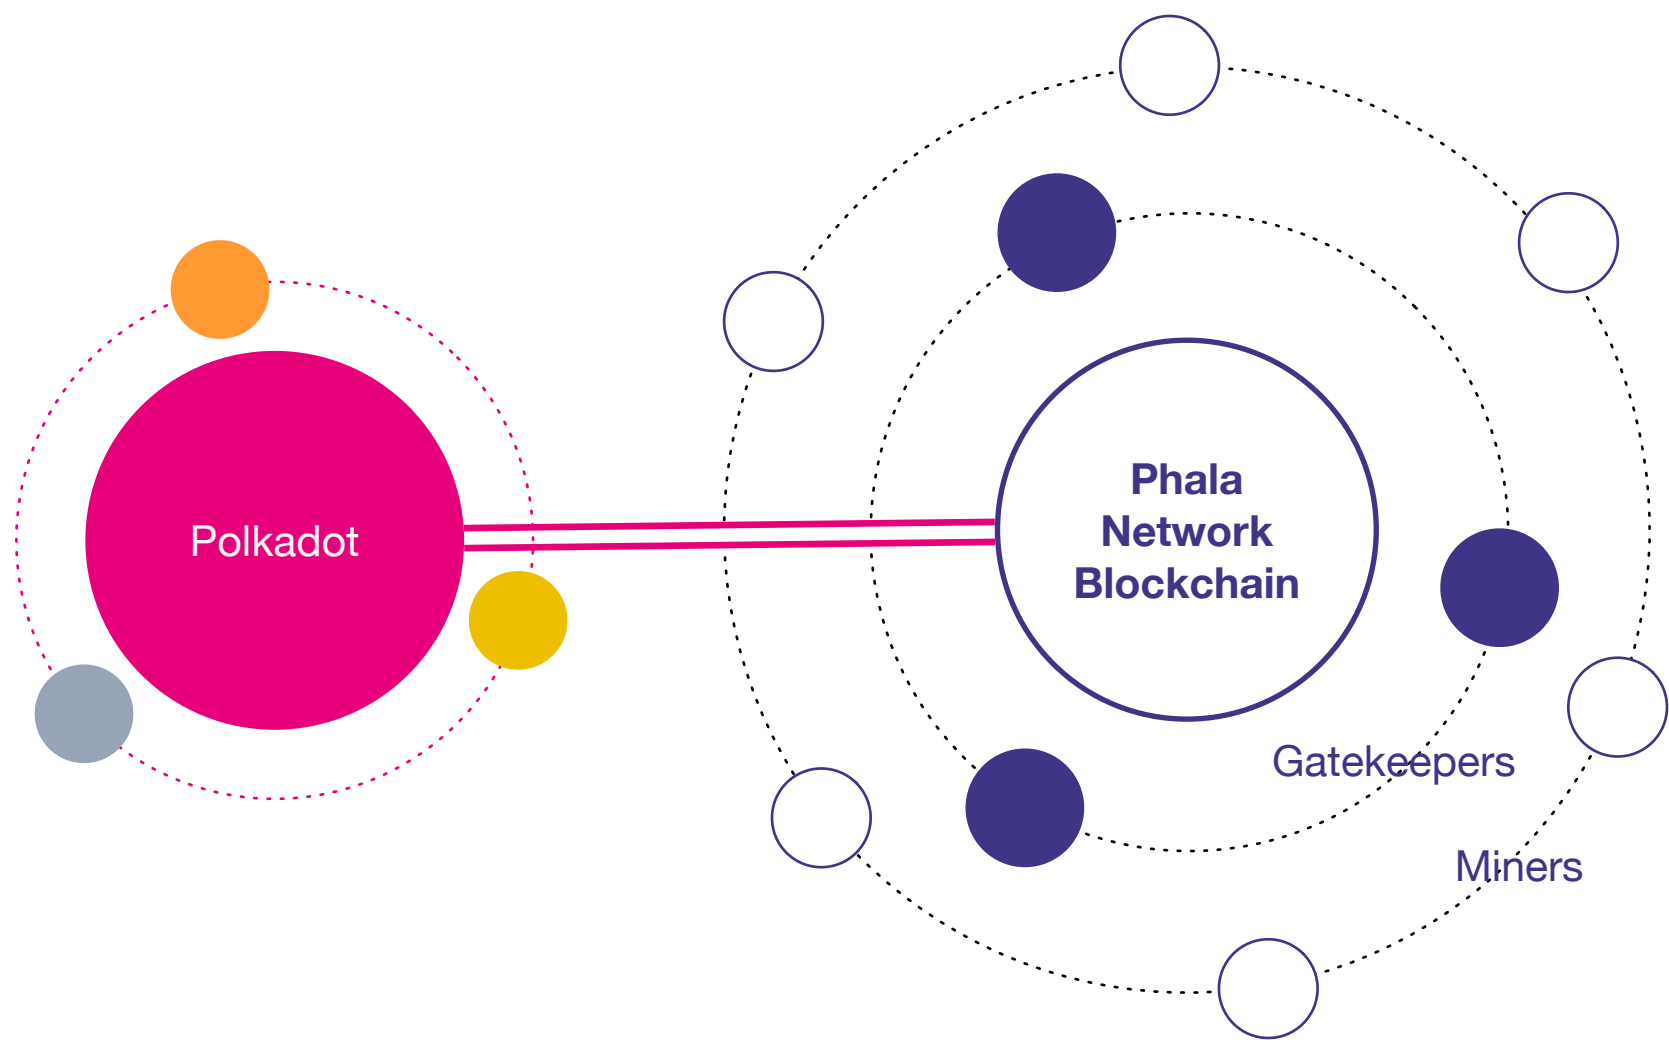 Polkadot
Phala
Network
Blockchain
Gatekeepers
Miners